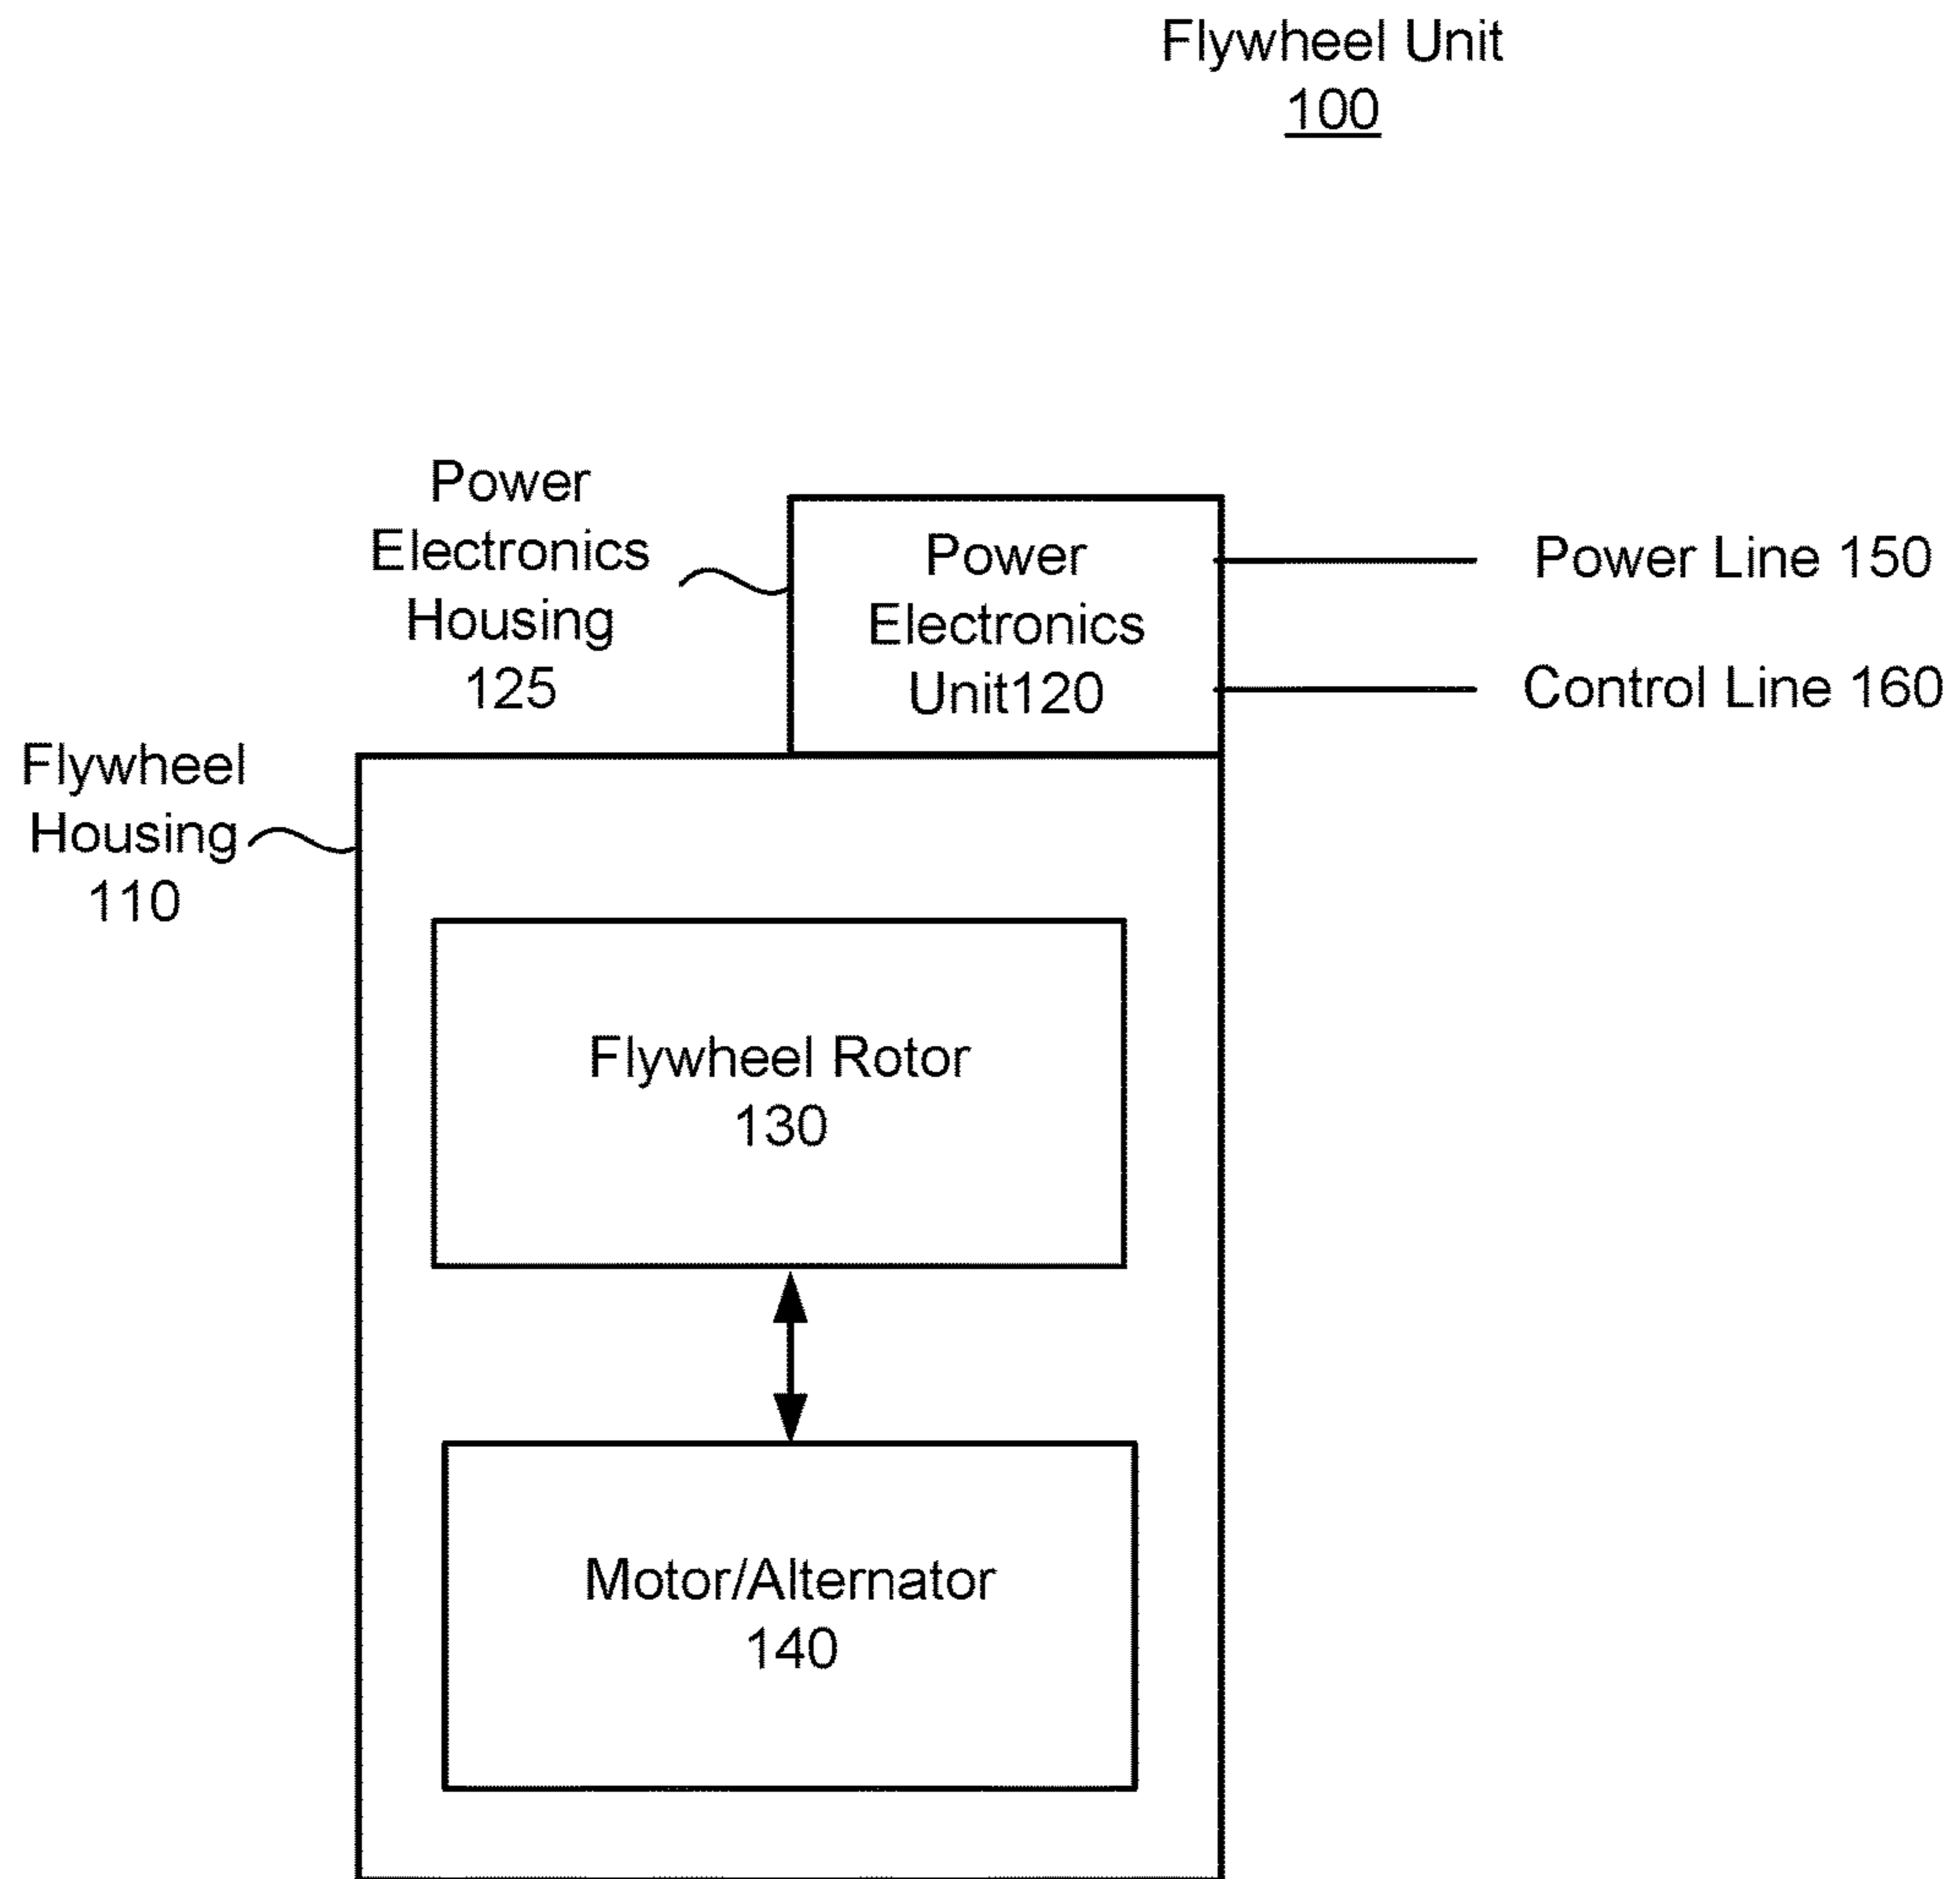 Flywheel Unit
100
Power
Electronics
Housing
125
Power
Electronics
Unit120
Power Line 150
Control Line 160
Flywheel
Housing
110
Flywheel Rotor
130
Motor/Alternator
140